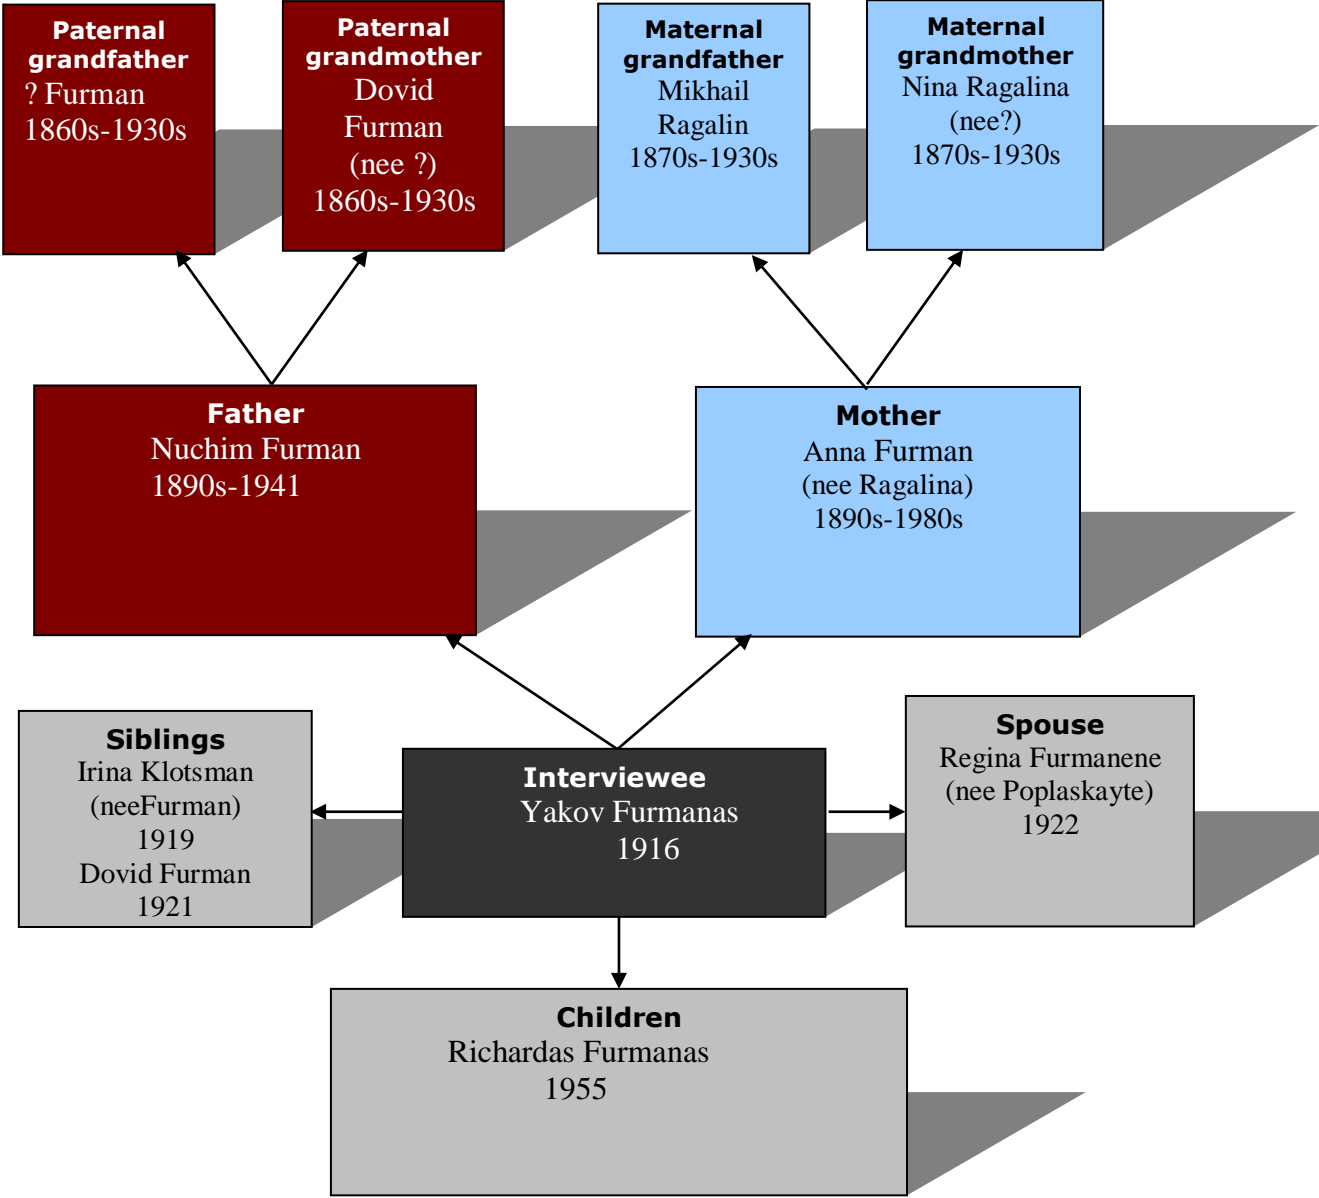 Paternal
grandfather
? Furman
1860s-1930s
Paternal
grandmother
Dovid
Furman
(nee ?)
1860s-1930s
Maternal
grandfather
Mikhail
Ragalin
1870s-1930s
Maternal
grandmother
Nina Ragalina
(nee?)
1870s-1930s
Father
Nuchim Furman
1890s-1941
Mother
Anna Furman
(nee Ragalina)
1890s-1980s
Siblings
Irina Klotsman
(neeFurman)
1919
Dovid Furman
1921
Interviewee
Yakov Furmanas
1916
Spouse
Regina Furmanene
(nee Poplaskayte)
1922
Children
Richardas Furmanas
1955